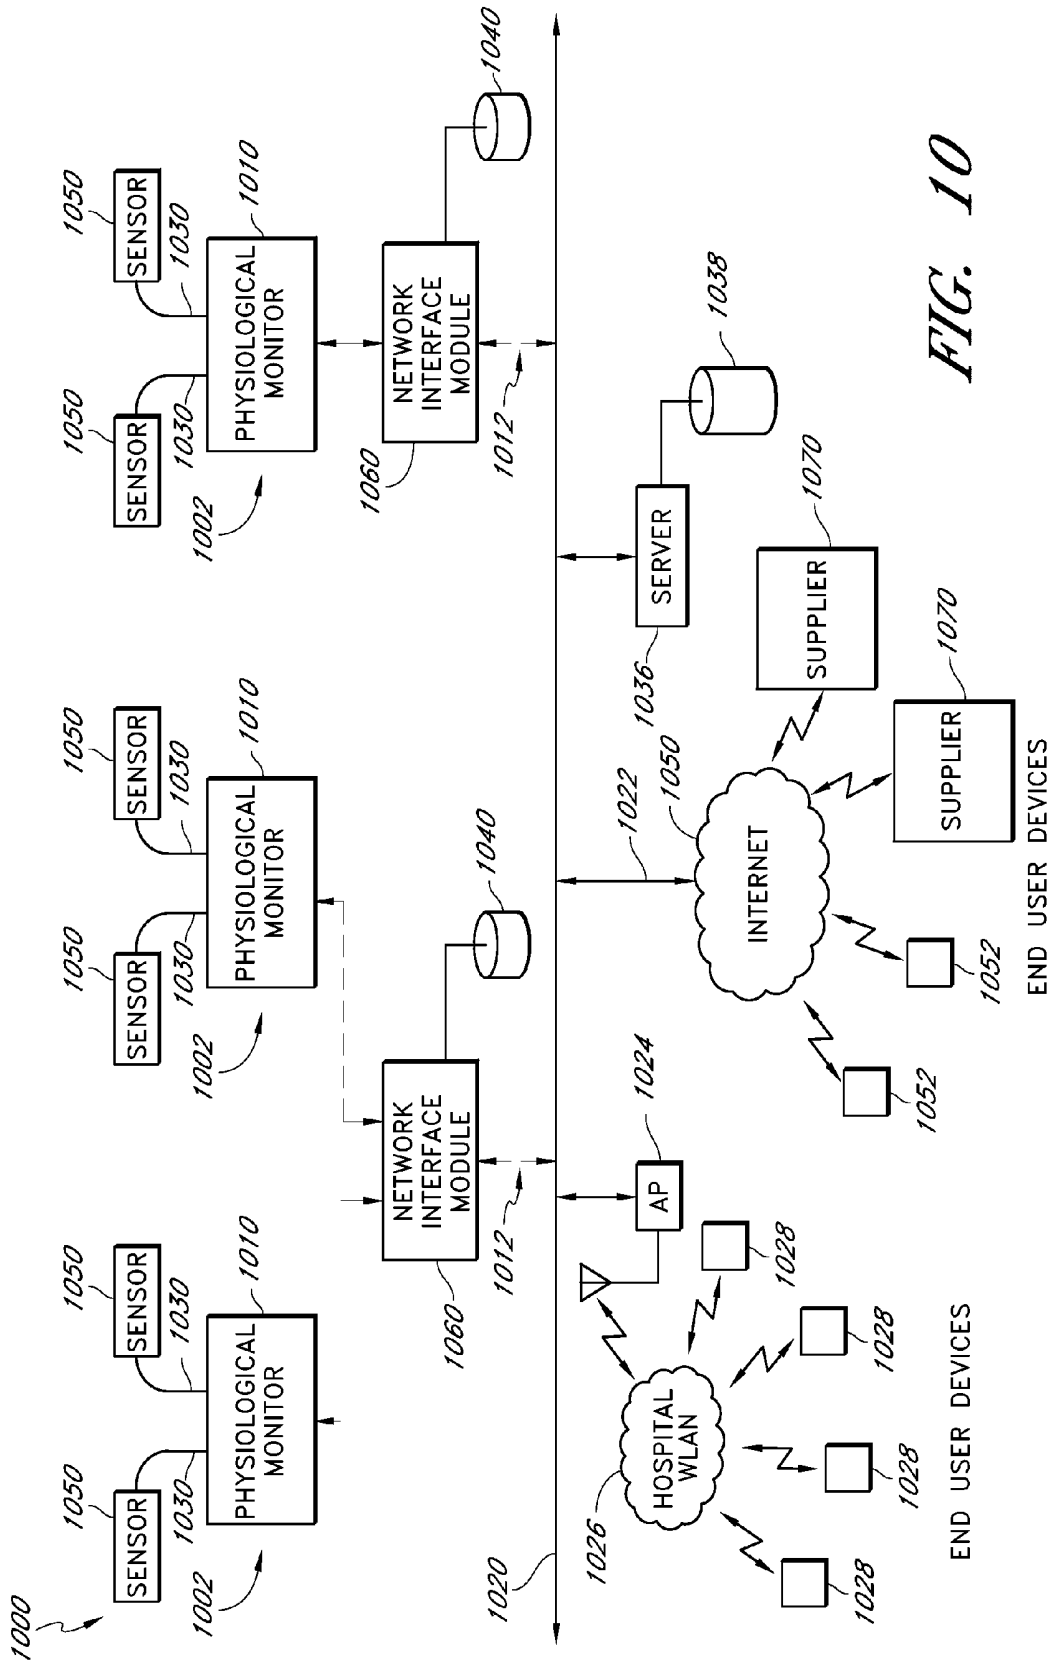 1000
1050
1050
1050
1050
1050
1050
SENSOR
SENSOR
SENSOR
SENSOR
SENSOR
SENSOR
1030
1030
1030
1030
1030
1030
1002
1010
1002
1010
1002
1010
PHYSIOLOGICAL
MONITOR
PHYSIOLOGICAL
MONITOR
PHYSIOLOGICAL
MONITOR
1060
NETWORK
INTERFACE
MODULE
1040
1060
NETWORK
INTERFACE
MODULE
1040
1012
1012
1020
1026
HOSPITAL
WLAN
AP
1024
1028
1028
1028
1028
END USER DEVICES
1022
1050
INTERNET
1052
1052
1036
SERVER
1038
SUPPLIER
1070
SUPPLIER
1070
END USER DEVICES
FIG. 10